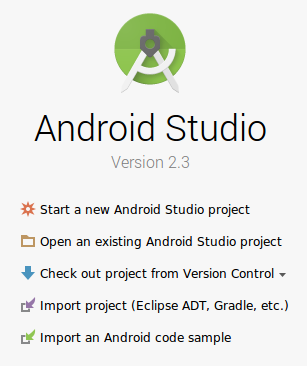 Android Studio
Version 2.3
Start a new Android Studio project
Open an existing Android Studio project
Check out project from Version Control
Import project (Eclipse ADT, Gradle, etc.)
Import an Android code sample